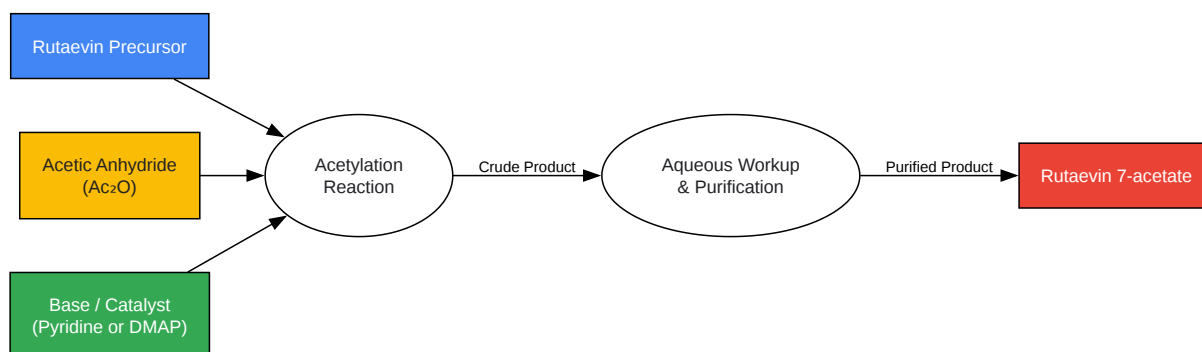 Rutaevin Precursor
Acetic Anhydride
(Ac₂O)
Base / Catalyst
(Pyridine or DMAP)
Acetylation
Reaction
Crude Product
Aqueous Workup
& Purification
Purified Product
Rutaevin 7-acetate